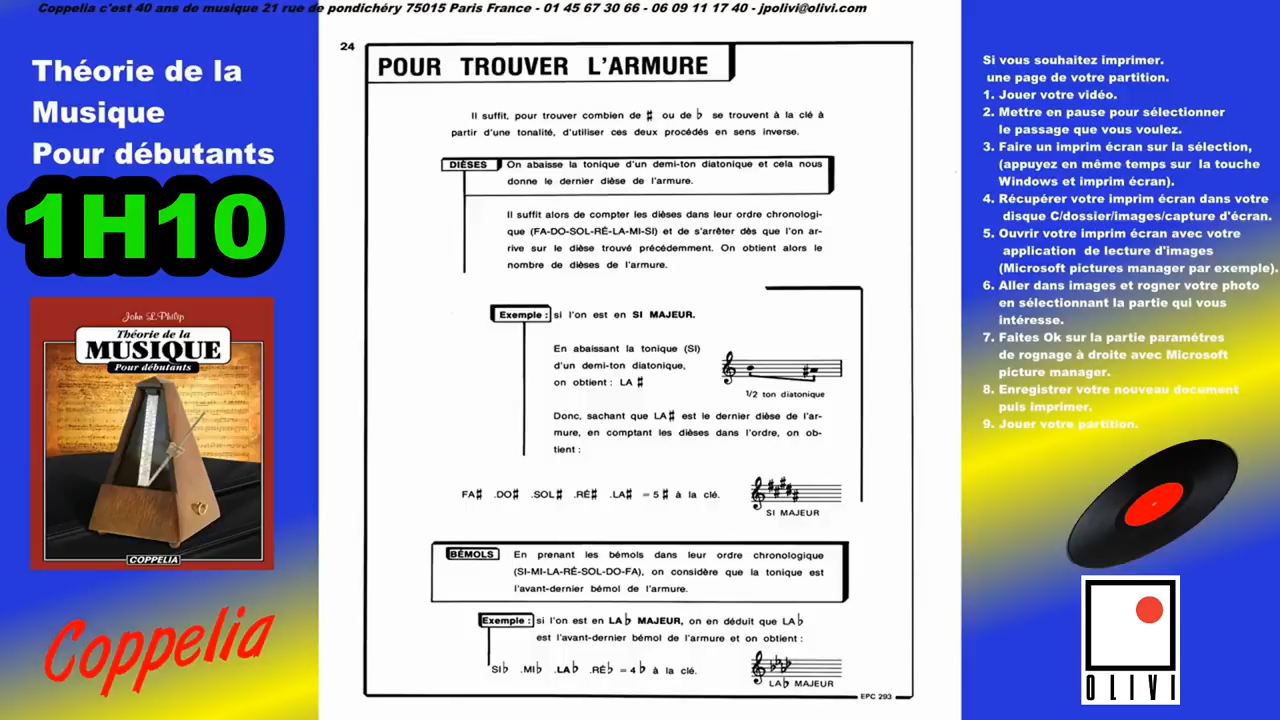 Coppelia c'est 40 ans de musique 21 rue de pondichéry 75015 Paris France - 01 45 67 30 66 - 06 09 11 17 40 - jpolivi@olivi.com
Théorie de la
Musique
Pour débutants
1H10
John L. Philip
Théorie de la
MUSIQUE
Pour débutants
COPPELIA
Coppelia
24
POUR TROUVER L'ARMURE
Il suffit, pour trouver combien de ♯ ou de ♭ se trouvent à la clé à
partir d'une tonalité, d'utiliser ces deux procédés en sens inverse.
DIÈSES On abaisse la tonique d'un demi-ton diatonique et cela nous
donne le dernier dièse de l'armure.
Il suffit alors de compter les dièses dans leur ordre chronologi-
que (FA-DO-SOL-RÉ-LA-MI-SI) et de s'arrêter dès que l'on ar-
rive sur le dièse trouvé précédemment. On obtient alors le
nombre de dièses de l'armure.
Exemple : si l'on est en SI MAJEUR.
En abaissant la tonique (SI)
d'un demi-ton diatonique,
on obtient : LA ♯
1/2 ton diatonique
Donc, sachant que LA♯ est le dernier dièse de l'ar-
mure, en comptant les dièses dans l'ordre, on ob-
tient :
FA♯ .DO♯ .SOL♯ .RÉ♯ .LA♯ = 5 ♯ à la clé.
SI MAJEUR
BÉMOLS En prenant les bémols dans leur ordre chronologique
(SI-MI-LA-RÉ-SOL-DO-FA), on considère que la tonique est
l'avant-dernier bémol de l'armure.
Exemple : si l'on est en LA♭ MAJEUR, on en déduit que LA♭
est l'avant-dernier bémol de l'armure et on obtient :
SI♭ .MI♭ .LA♭ .RÉ♭ = 4 ♭ à la clé.
LA♭ MAJEUR
EPC 293
Si vous souhaitez imprimer.
une page de votre partition.
1. Jouer votre vidéo.
2. Mettre en pause pour sélectionner
le passage que vous voulez.
3. Faire un imprim écran sur la sélection,
(appuyez en même temps sur la touche
Windows et imprim écran).
4. Récupérer votre imprim écran dans votre
disque C/dossier/images/capture d'écran.
5. Ouvrir votre imprim écran avec votre
application de lecture d'images
(Microsoft pictures manager par exemple).
6. Aller dans images et rogner votre photo
en sélectionnant la partie qui vous
intéresse.
7. Faites Ok sur la partie paramétres
de rognage à droite avec Microsoft
picture manager.
8. Enregistrer votre nouveau document
puis imprimer.
9. Jouer votre partition.
OLIVI